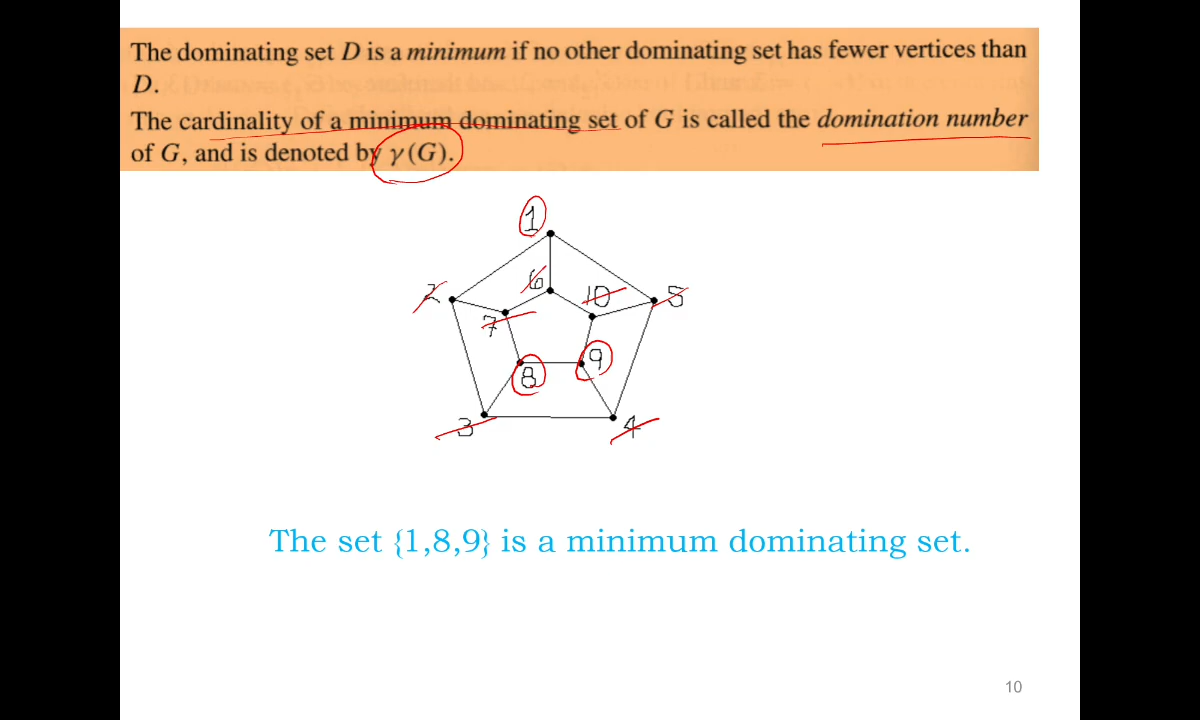 The dominating set D is a minimum if no other dominating set has fewer vertices than
D.
The cardinality of a minimum dominating set of G is called the domination number
of G, and is denoted by γ(G).
1
2
6
10
5
7
8
9
3
4
The set {1,8,9} is a minimum dominating set.
10